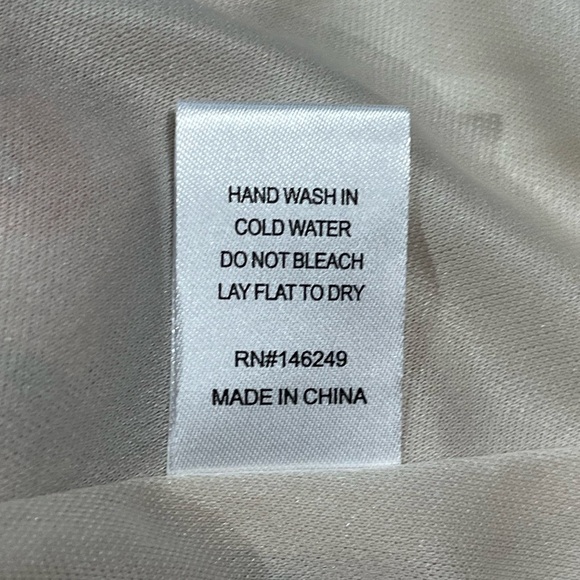 HAND WASH IN
COLD WATER
DO NOT BLEACH
LAY FLAT TO DRY
RN#146249
MADE IN CHINA